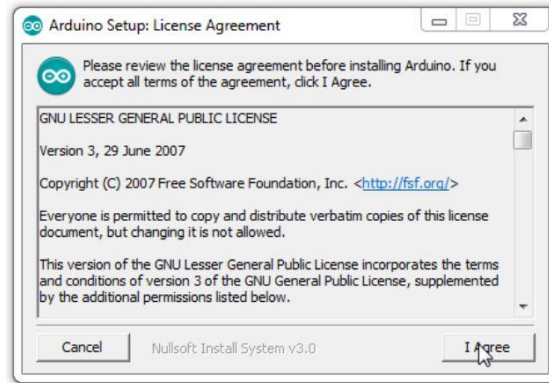 Arduino Setup: License Agreement
Please review the license agreement before installing Arduino. If you
accept all terms of the agreement, click I Agree.
GNU LESSER GENERAL PUBLIC LICENSE
Version 3, 29 June 2007
Copyright (C) 2007 Free Software Foundation, Inc. <http://fsf.org/>
Everyone is permitted to copy and distribute verbatim copies of this license
document, but changing it is not allowed.
This version of the GNU Lesser General Public License incorporates the terms
and conditions of version 3 of the GNU General Public License, supplemented
by the additional permissions listed below.
Cancel
Nullsoft Install System v3.0
I Agree